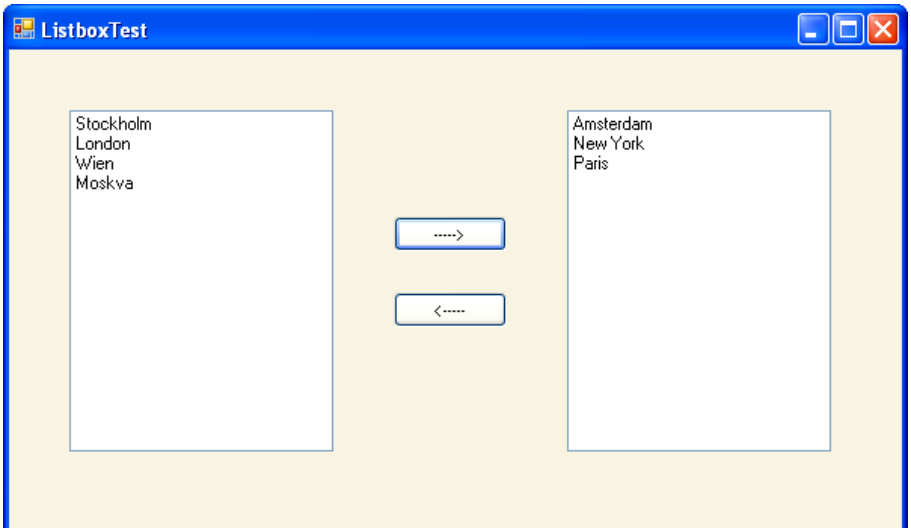 ListboxTest
Stockholm
London
Wien
Moskva
----->
<-----
Amsterdam
New York
Paris